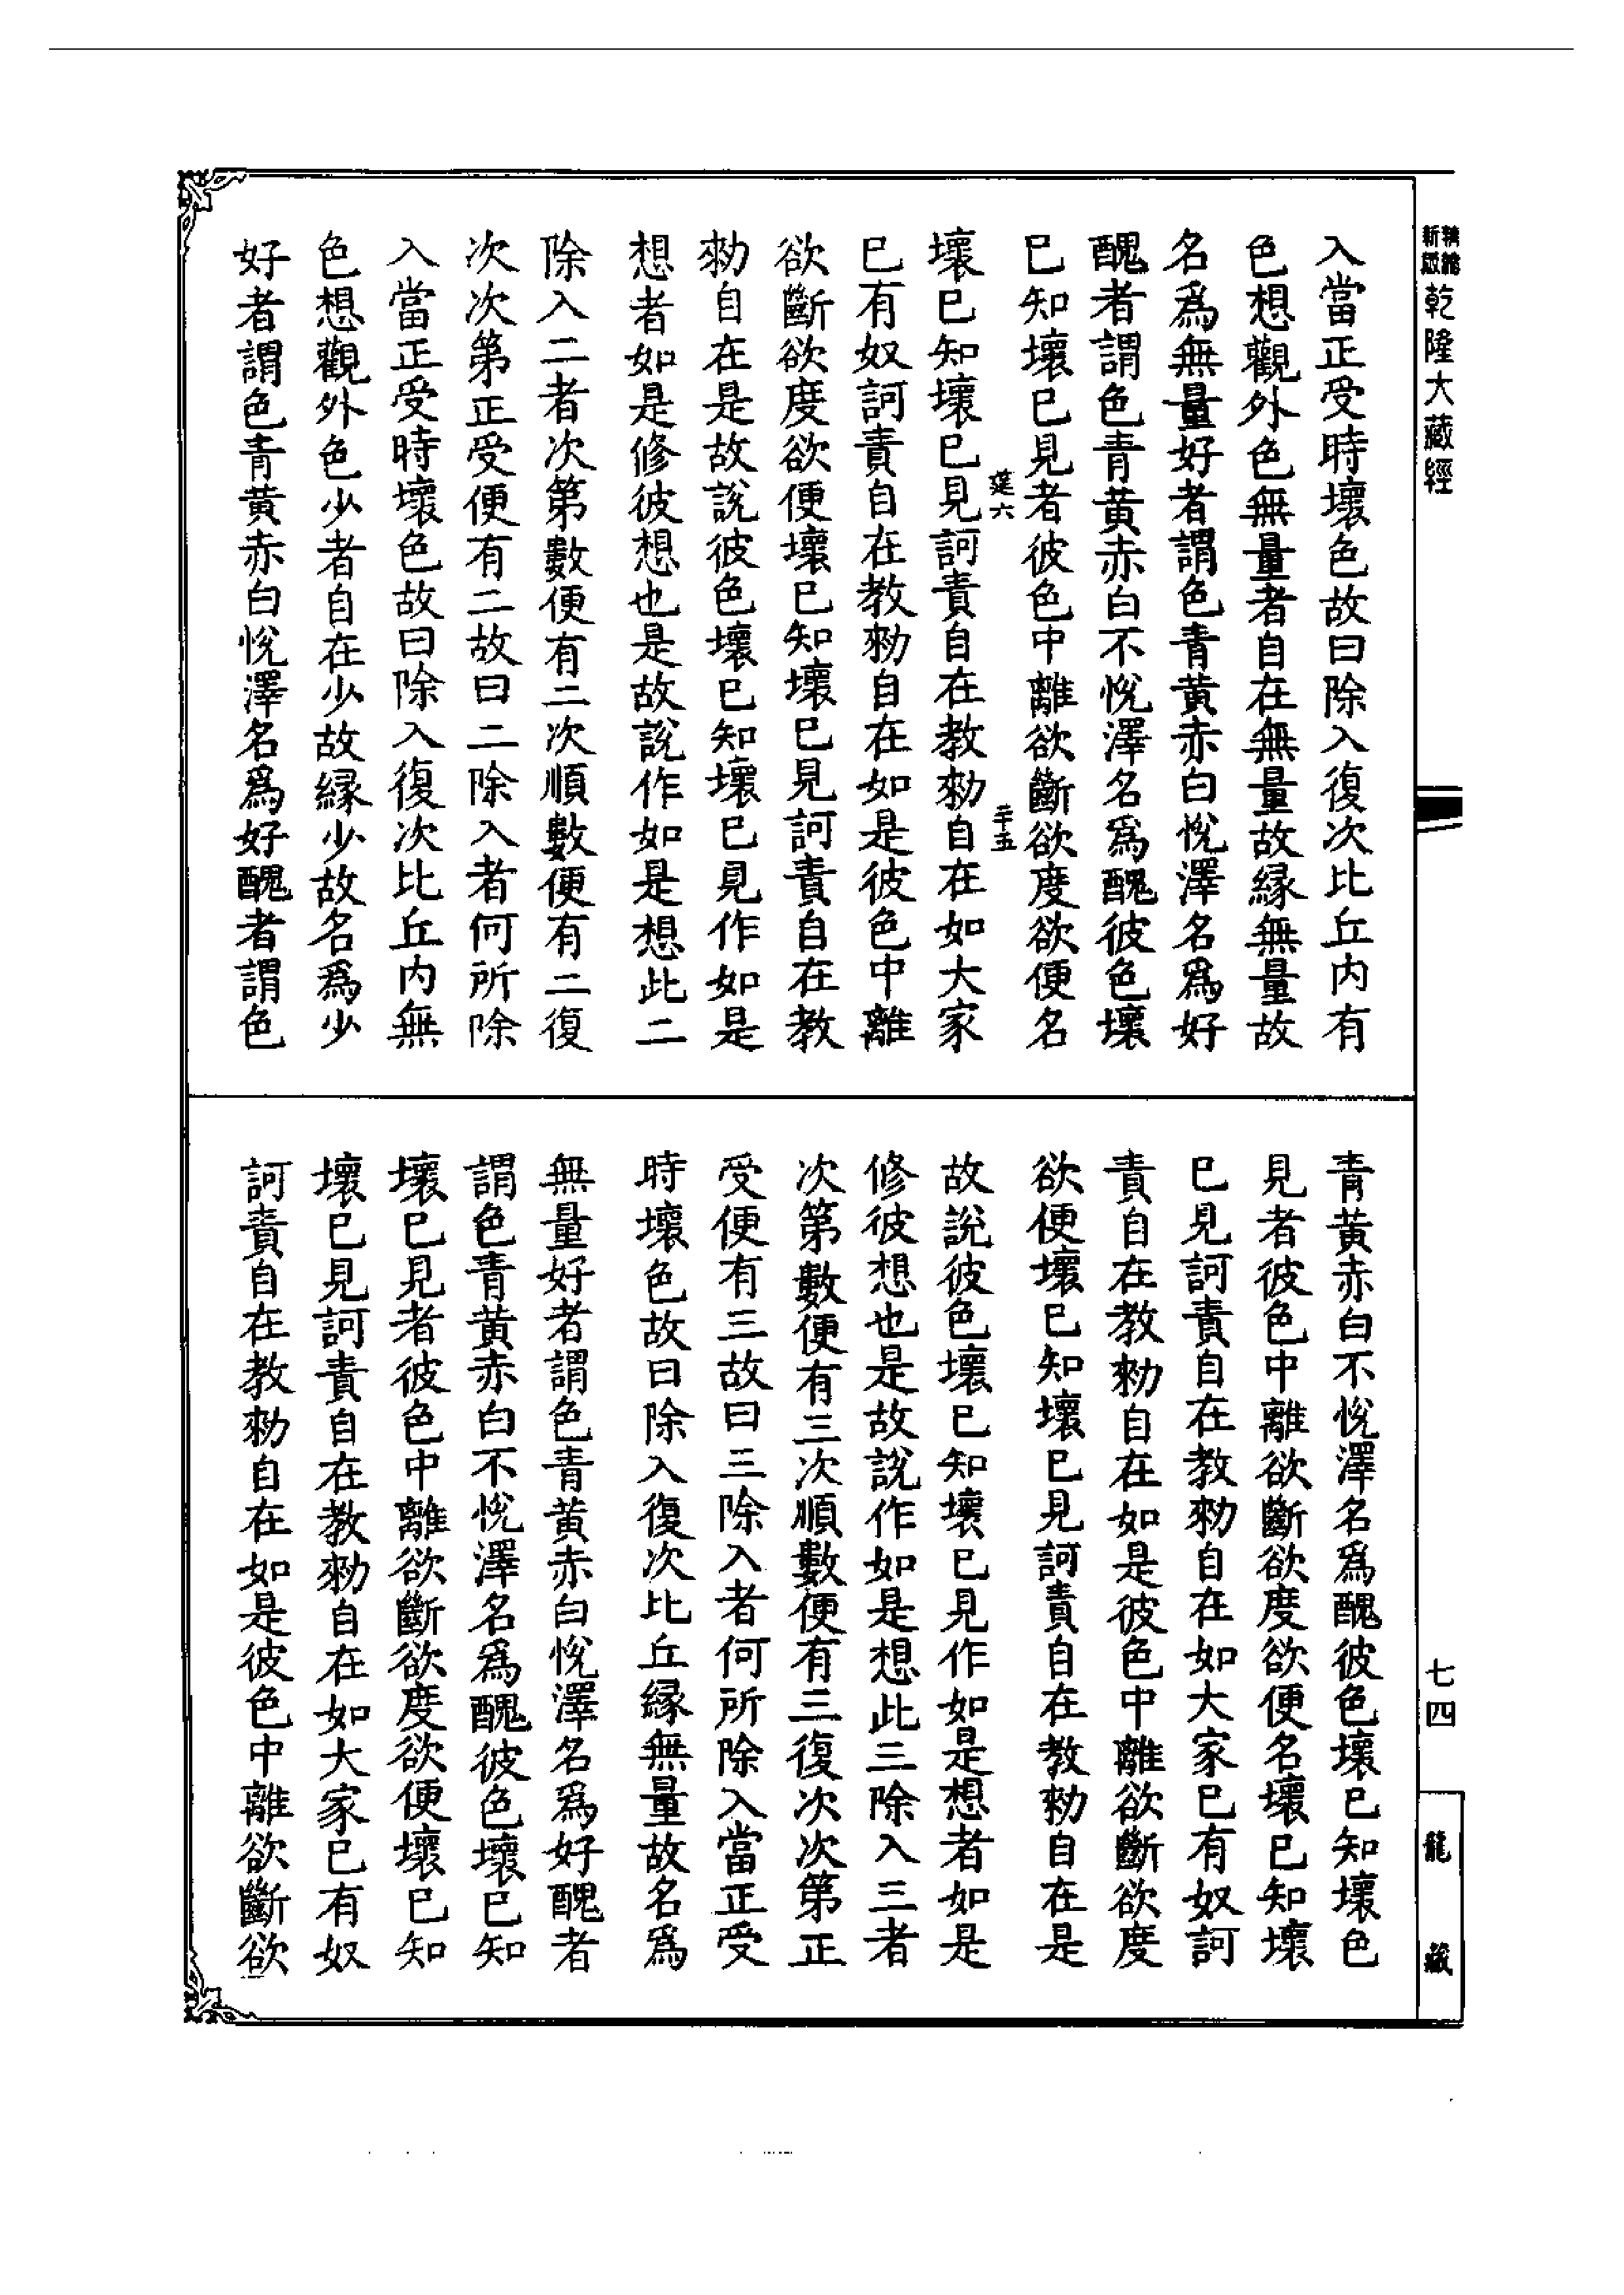 新編
縮版
乾隆大藏經
入當正受時壞色故曰除入復次比丘內有
色想觀外色無量者自在無量故緣無量故
名為無量好者謂色青黃赤白悅澤名為好
醜者謂色青黃赤白不悅澤名為醜彼色壞
已知壞已見者彼色中離欲斷欲度欲便名
筵六
二十五
壞已知壞已見訶責自在教勑自在如大家
已有奴訶責自在教勑自在如是彼色中離
欲斷欲度欲便壞已知壞已見訶責自在教
勑自在是故說彼色壞已知壞已見作如是
想者如是修彼想也是故說作如是想此二
除入二者次第數便有二次順數便有二復
次次第正受便有二故曰二除入者何所除
入當正受時壞色故曰除入復次比丘內無
色想觀外色少者自在少故緣少故名為少
好者謂色青黃赤白悅澤名為好醜者謂色
青黃赤白不悅澤名為醜彼色壞已知壞色
見者彼色中離欲斷欲度欲便名壞已知壞
已見訶責自在教勑自在如大家已有奴訶
責自在教勑自在如是彼色中離欲斷欲度
欲便壞已知壞已見訶責自在教勑自在是
故說彼色壞已知壞已見作如是想者如是
修彼想也是故說作如是想此三除入三者
次第數便有三次順數便有三復次次第正
受便有三故曰三除入者何所除入當正受
時壞色故曰除入復次比丘緣無量故名為
無量好者謂色青黃赤白悅澤名為好醜者
謂色青黃赤白不悅澤名為醜彼色壞已知
壞已見者彼色中離欲斷欲度欲便壞已知
壞已見訶責自在教勑自在如大家已有奴
訶責自在教勑自在如是彼色中離欲斷欲
七四
龍藏